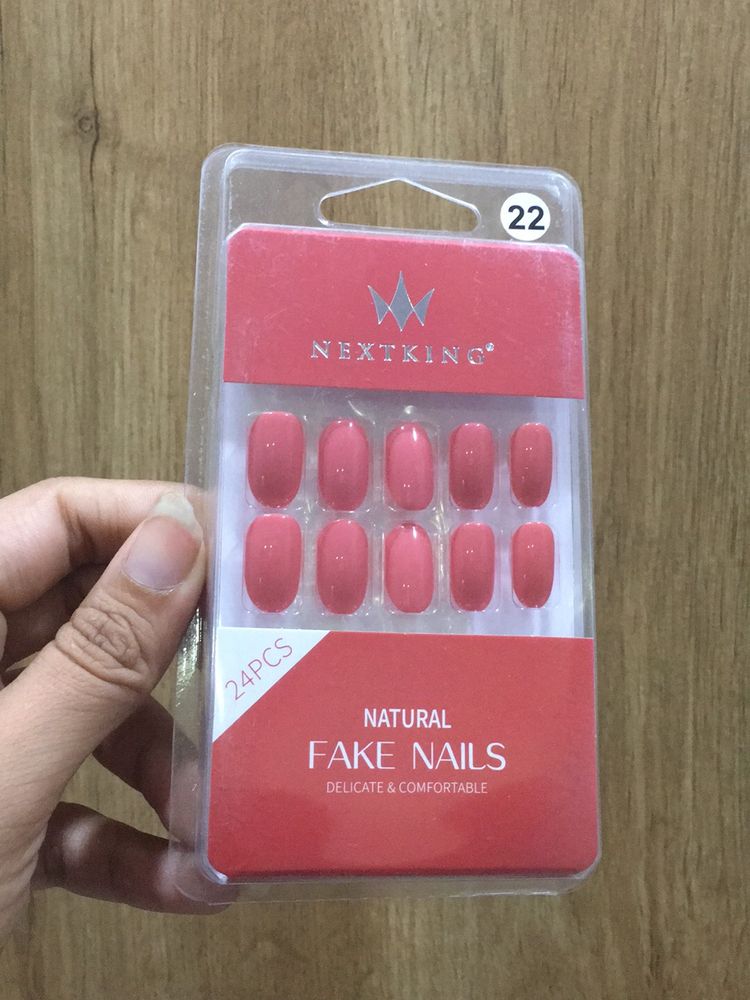 22
NEXTKING®
24PCS
NATURAL
FAKE NAILS
DELICATE & COMFORTABLE